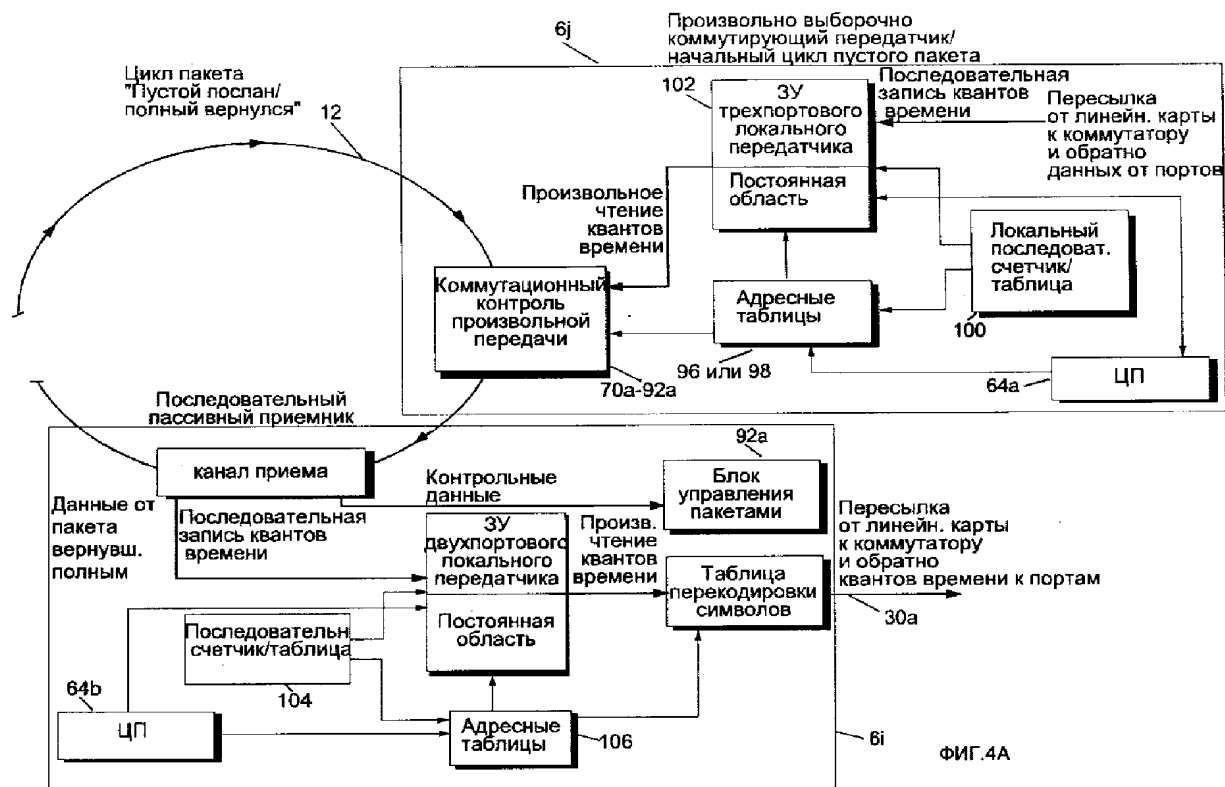 6j
Произвольно выборочно
коммутирующий передатчик/
начальный цикл пустого пакета
Цикл пакета
"Пустой послан/
полный вернулся"
12
102
ЗУ
трехпортового
локального
передатчика
Постоянная
область
Последовательная
запись квантов
времени
Пересылка
от линейн. карты
к коммутатору
и обратно
данных от портов
Произвольное
чтение
квантов
времени
Локальный
последоват.
счетчик/
таблица
100
Коммутационный
контроль
произвольной
передачи
70a-92a
Адресные
таблицы
96 или 98
64a
ЦП
Последовательный
пассивный приемник
канал приема
Данные от
пакета
вернувш.
полным
Последовательная
запись квантов
времени
Контрольные
данные
92a
Блок
управления
пакетами
ЗУ
двухпортового
локального
передатчика
Постоянная
область
Произв.
чтение
квантов
времени
Таблица
перекодировки
символов
Пересылка
от линейн. карты
к коммутатору
и обратно
квантов времени к портам
30a
Последовательн
счетчик/таблица
104
64b
ЦП
Адресные
таблицы
106
6i
ФИГ.4А